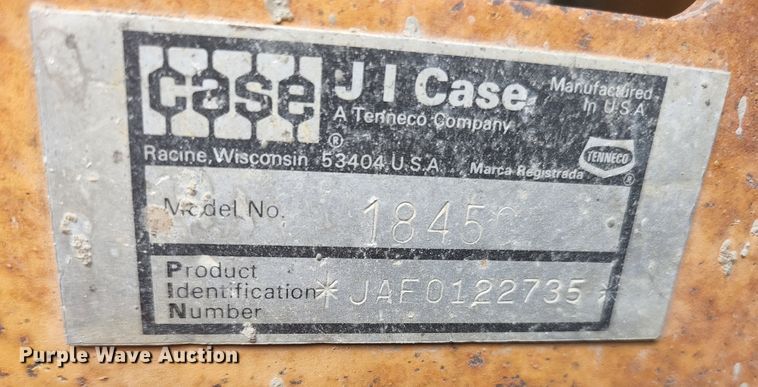 case
J I Case
A Tenneco Company
Manufactured
In U.S.A.
®
Racine, Wisconsin 53404 U.S.A.
Marca Registrada
TENNECO
®
Model No. 1845C
Product
Identification
Number
*JAF0122735*
Purple Wave Auction